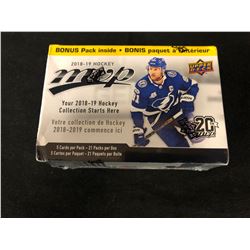 BONUS Pack inside • BONIS paquet à l'intérieur
2018-19 HOCKEY
mvp
UPPER DECK
Your 2018-19 Hockey
Collection Starts Here
Votre collection de Hockey
2018-2019 commence ici
20
5 Cards per Pack • 21 Packs per Box
5 Cartes par Paquet • 21 Paquets par Boîte